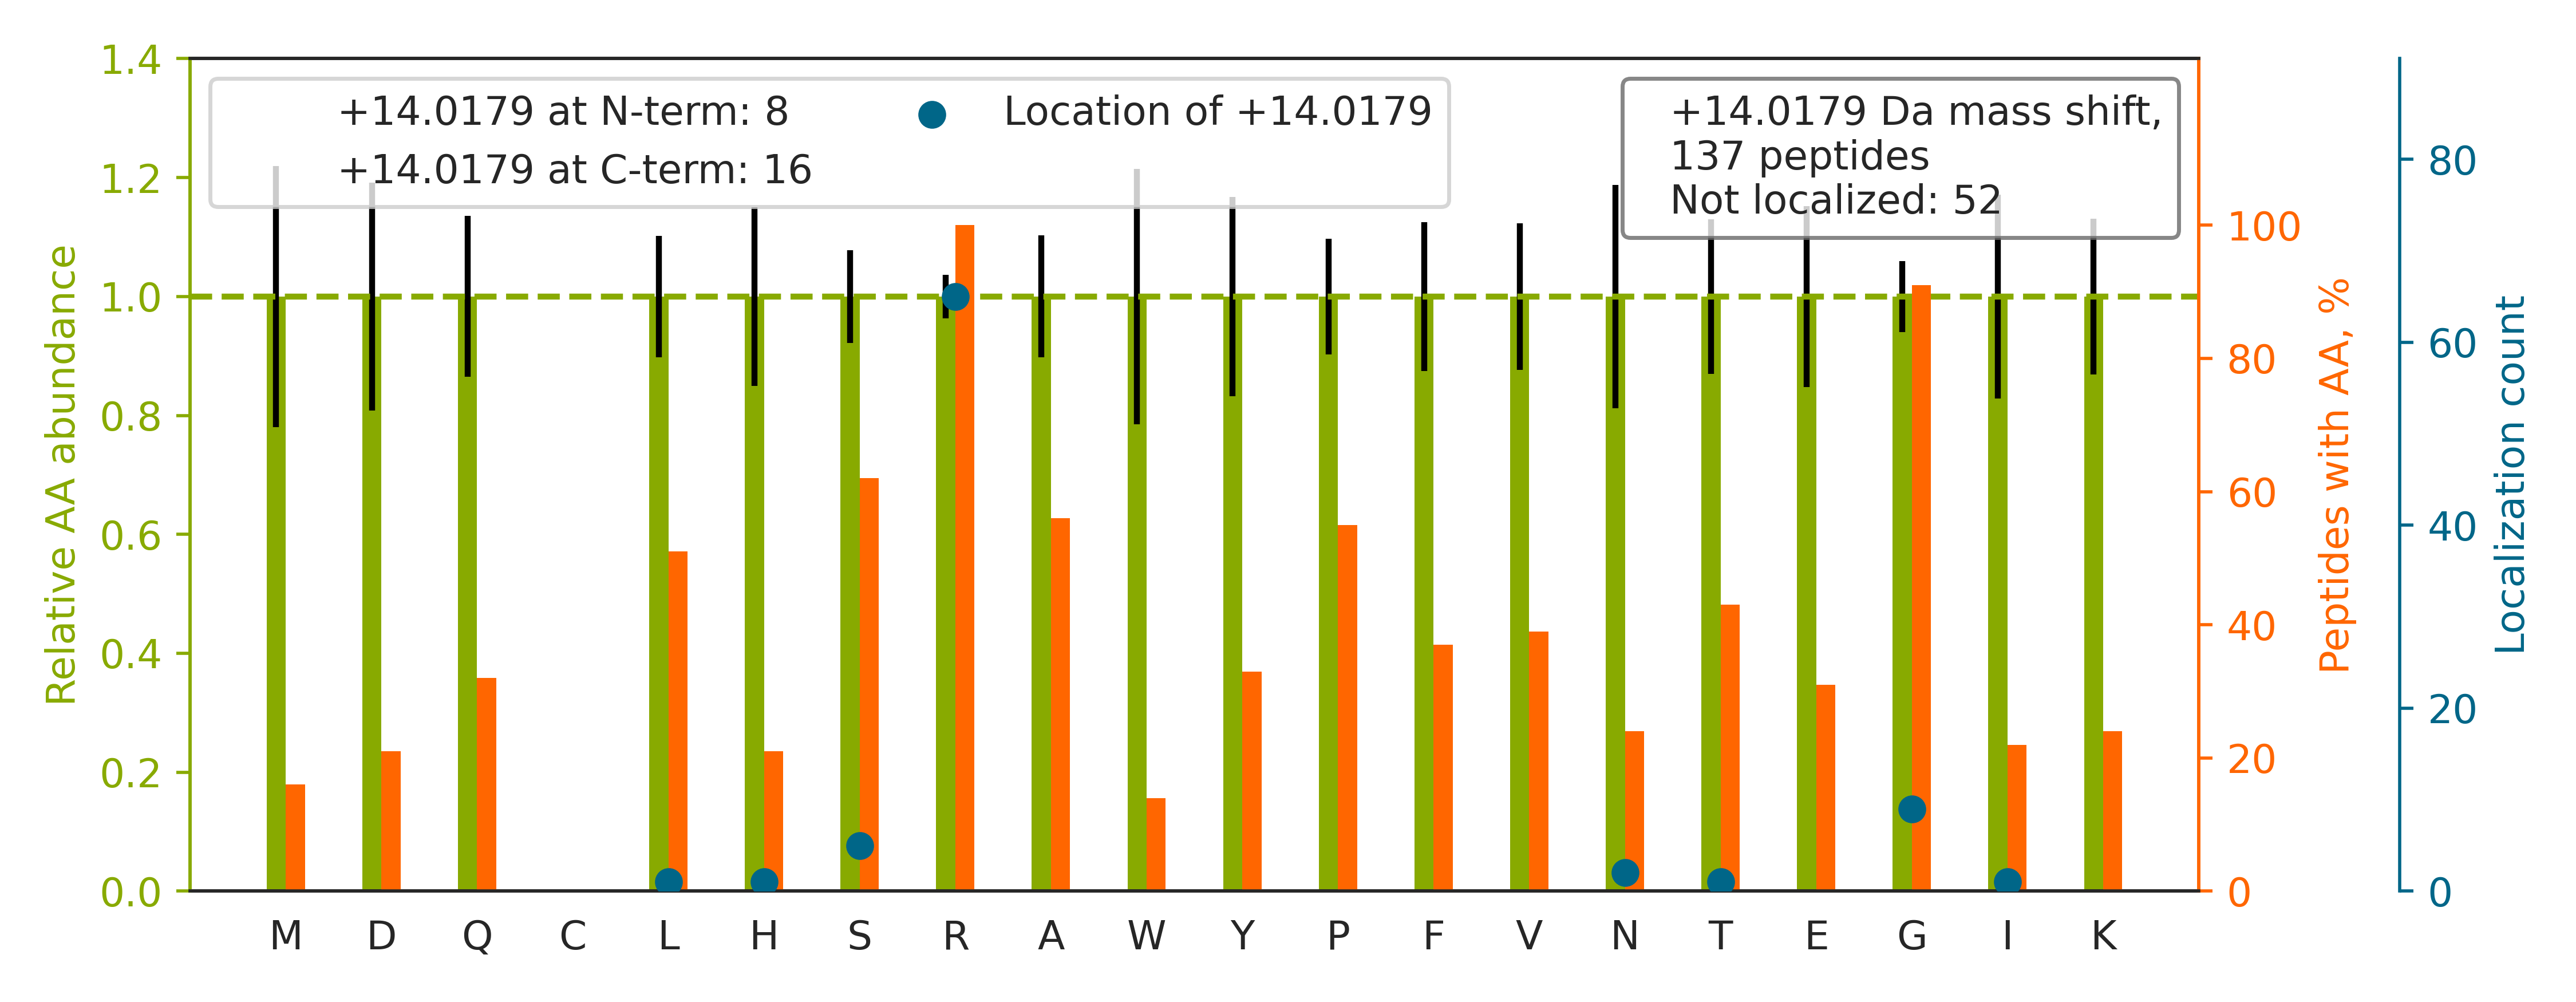 +14.0179 at N-term: 8
+14.0179 at C-term: 16
Location of +14.0179
+14.0179 Da mass shift,
137 peptides
Not localized: 52
Relative AA abundance
1.4
1.2
1.0
0.8
0.6
0.4
0.2
0.0
M D Q C L H S R A W Y P F V N T E G I K
100
80
60
40
20
0
Peptides with AA, %
80
60
40
20
0
Localization count